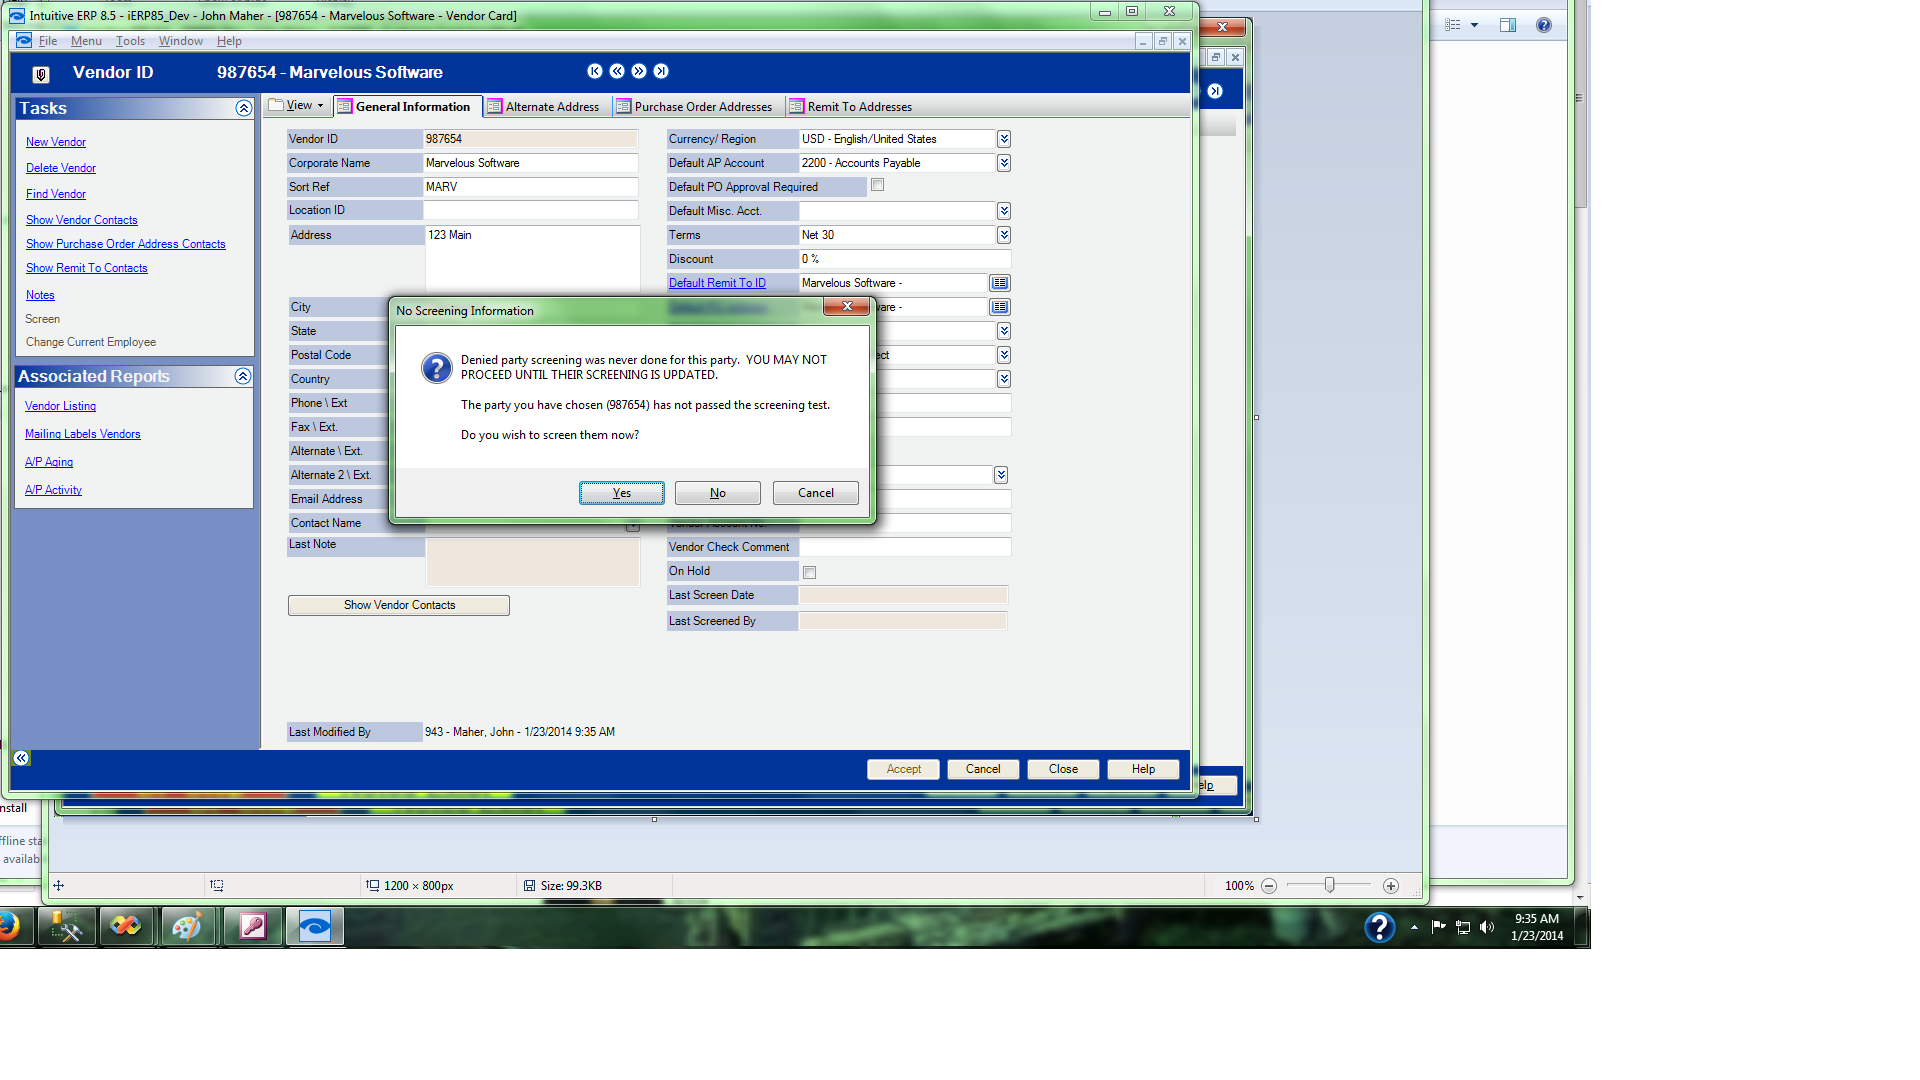 Intuitive ERP 8.5 - iERP85_Dev - John Maher - [987654 - Marvelous Software - Vendor Card]
File Menu Tools Window Help
Vendor ID 987654 - Marvelous Software
Tasks
New Vendor
Delete Vendor
Find Vendor
Show Vendor Contacts
Show Purchase Order Address Contacts
Show Remit To Contacts
Notes
Screen
Change Current Employee
Associated Reports
Vendor Listing
Mailing Labels Vendors
A/P Aging
A/P Activity
View General Information Alternate Address Purchase Order Addresses Remit To Addresses
Vendor ID 987654
Corporate Name Marvelous Software
Sort Ref MARV
Location ID
Address 123 Main
City
State
Postal Code
Country
Phone \ Ext
Fax \ Ext.
Alternate \ Ext.
Alternate 2 \ Ext.
Email Address
Contact Name
Last Note
Show Vendor Contacts
Currency/ Region USD - English/United States
Default AP Account 2200 - Accounts Payable
Default PO Approval Required
Default Misc. Acct.
Terms Net 30
Discount 0 %
Default Remit To ID Marvelous Software -
Vendor Check Comment
On Hold
Last Screen Date
Last Screened By
No Screening Information
Denied party screening was never done for this party. YOU MAY NOT
PROCEED UNTIL THEIR SCREENING IS UPDATED.
The party you have chosen (987654) has not passed the screening test.
Do you wish to screen them now?
Yes No Cancel
Last Modified By 943 - Maher, John - 1/23/2014 9:35 AM
Accept Cancel Close Help
1200 × 800px Size: 99.3KB 100%
9:35 AM
1/23/2014